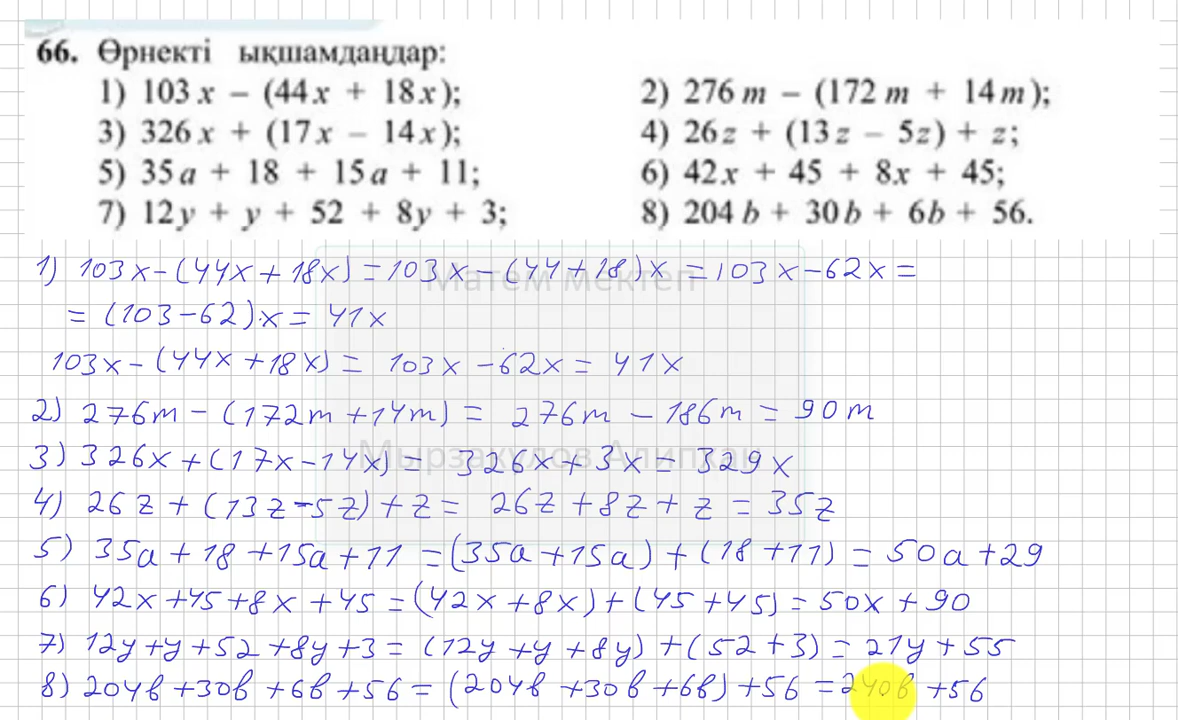 66. Өрнекті ықшамдаңдар:
1) 103x − (44x + 18x); 2) 276m − (172m + 14m);
3) 326x + (17x − 14x); 4) 26z + (13z − 5z) + z;
5) 35a + 18 + 15a + 11; 6) 42x + 45 + 8x + 45;
7) 12y + y + 52 + 8y + 3; 8) 204b + 30b + 6b + 56.
1) 103x−(44x+18x)=103x−(44+18)x=103x−62x=
=(103−62)·x=41x
Матем Мектеп
103x−(44x+18x)= 103x−62x=41x
2) 276m−(172m+14m)= 276m−186m=90m
3) 326x+(17x−14x)= 326x+3x=329x
Мырзакулов Алипхан
4) 26z+(13z−5z)+z= 26z+8z+z=35z
5) 35a+18+15a+11=(35a+15a)+(18+11)=50a+29
6) 42x+45+8x+45=(42x+8x)+(45+45)=50x+90
7) 12y+y+52+8y+3=(12y+y+8y)+(52+3)=21y+55
8) 204в+30в+6в+56=(204в+30в+6в)+56=240в+56